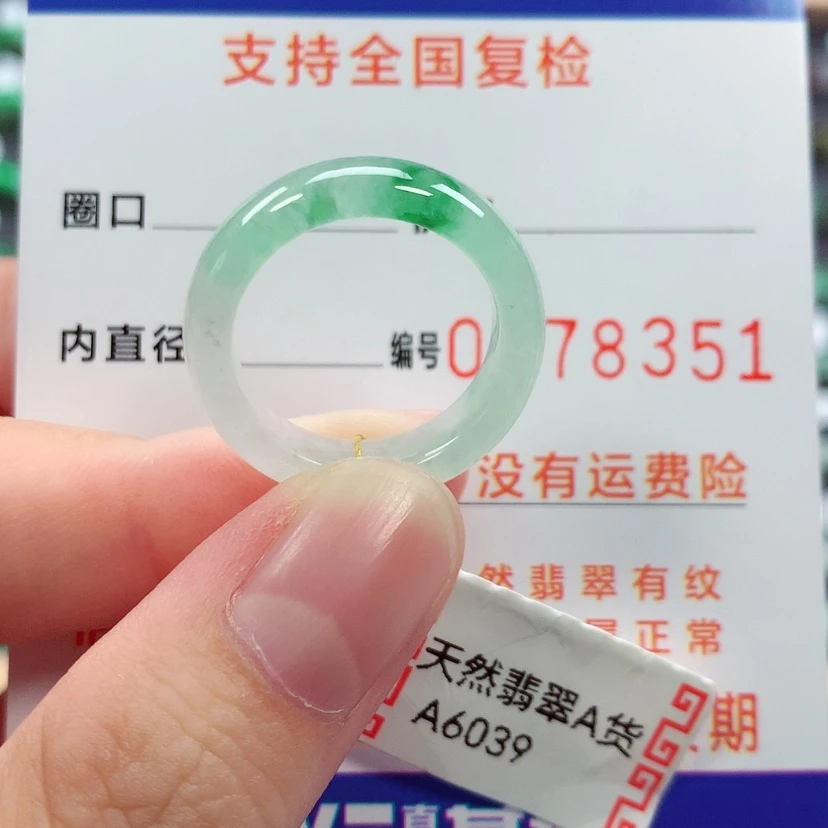 支持全国复检
圈口
内直径
编号0 78351
没有运费险
然翡翠有纹
正常
期
天然翡翠A货
A6039